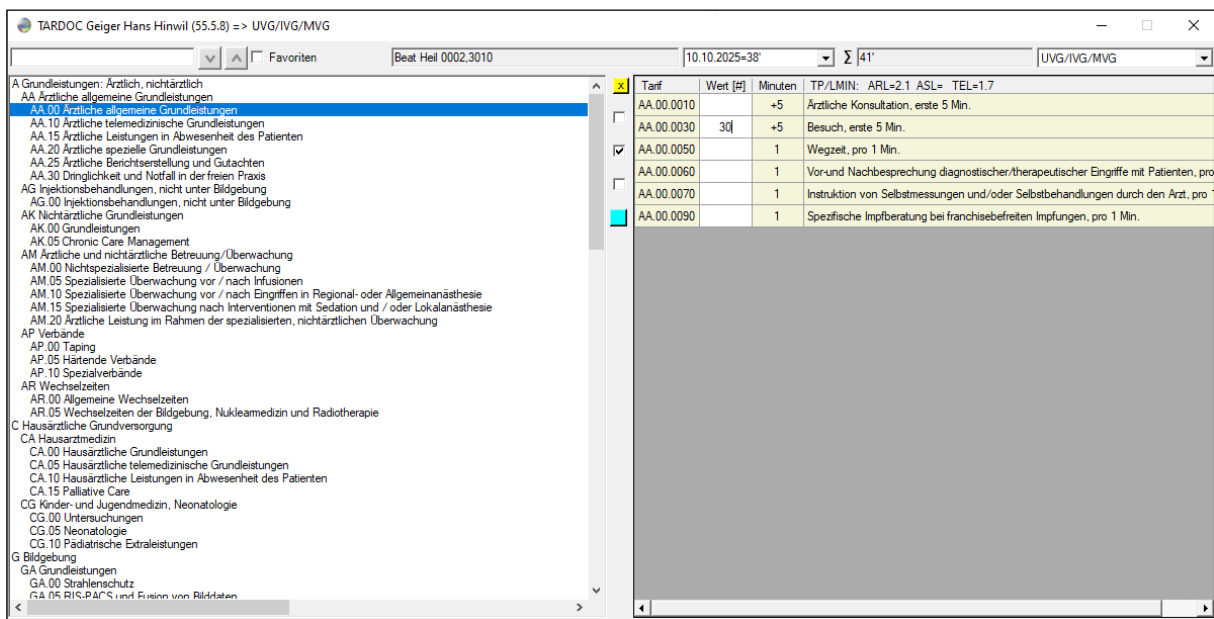 TARDOC Geiger Hans Hinwil (55.5.8) => UVG/IVG/MVG
Favoriten
Beat Heil 0002,3010
10.10.2025=38'
Σ 41'
UVG/IVG/MVG
A Grundleistungen: Ärztlich, nichtärztlich
AA Ärztliche allgemeine Grundleistungen
AA.00 Ärztliche allgemeine Grundleistungen
AA.10 Ärztliche telemedizinische Grundleistungen
AA.15 Ärztliche Leistungen in Abwesenheit des Patienten
AA.20 Ärztliche spezielle Grundleistungen
AA.25 Ärztliche Berichtserstellung und Gutachten
AA.30 Dringlichkeit und Notfall in der freien Praxis
AG Injektionsbehandlungen, nicht unter Bildgebung
AG.00 Injektionsbehandlungen, nicht unter Bildgebung
AK Nichtärztliche Grundleistungen
AK.00 Grundleistungen
AK.05 Chronic Care Management
AM Ärztliche und nichtärztliche Betreuung/Überwachung
AM.00 Nichtspezialisierte Betreuung / Überwachung
AM.05 Spezialisierte Überwachung vor / nach Infusionen
AM.10 Spezialisierte Überwachung vor / nach Eingriffen in Regional- oder Allgemeinanästhesie
AM.15 Spezialisierte Überwachung nach Interventionen mit Sedation und / oder Lokalanästhesie
AM.20 Ärztliche Leistung im Rahmen der spezialisierten, nichtärztlichen Überwachung
AP Verbände
AP.00 Taping
AP.05 Härtende Verbände
AP.10 Spezialverbände
AR Wechselzeiten
AR.00 Allgemeine Wechselzeiten
AR.05 Wechselzeiten der Bildgebung, Nuklearmedizin und Radiotherapie
C Hausärztliche Grundversorgung
CA Hausarztmedizin
CA.00 Hausärztliche Grundleistungen
CA.05 Hausärztliche telemedizinische Grundleistungen
CA.10 Hausärztliche Leistungen in Abwesenheit des Patienten
CA.15 Palliative Care
CG Kinder- und Jugendmedizin, Neonatologie
CG.00 Untersuchungen
CG.05 Neonatologie
CG.10 Pädiatrische Extraleistungen
G Bildgebung
GA Grundleistungen
GA.00 Strahlenschutz
GA.05 RIS-PACS und Fusion von Bilddaten
x
Tarif Wert [#] Minuten TP/LMIN: ARL=2.1 ASL= TEL=1.7
AA.00.0010 +5 Ärztliche Konsultation, erste 5 Min.
AA.00.0030 30 +5 Besuch, erste 5 Min.
AA.00.0050 1 Wegzeit, pro 1 Min.
AA.00.0060 1 Vor-und Nachbesprechung diagnostischer/therapeutischer Eingriffe mit Patienten, pro
AA.00.0070 1 Instruktion von Selbstmessungen und/oder Selbstbehandlungen durch den Arzt, pro 1
AA.00.0090 1 Spezifische Impfberatung bei franchisebefreiten Impfungen, pro 1 Min.